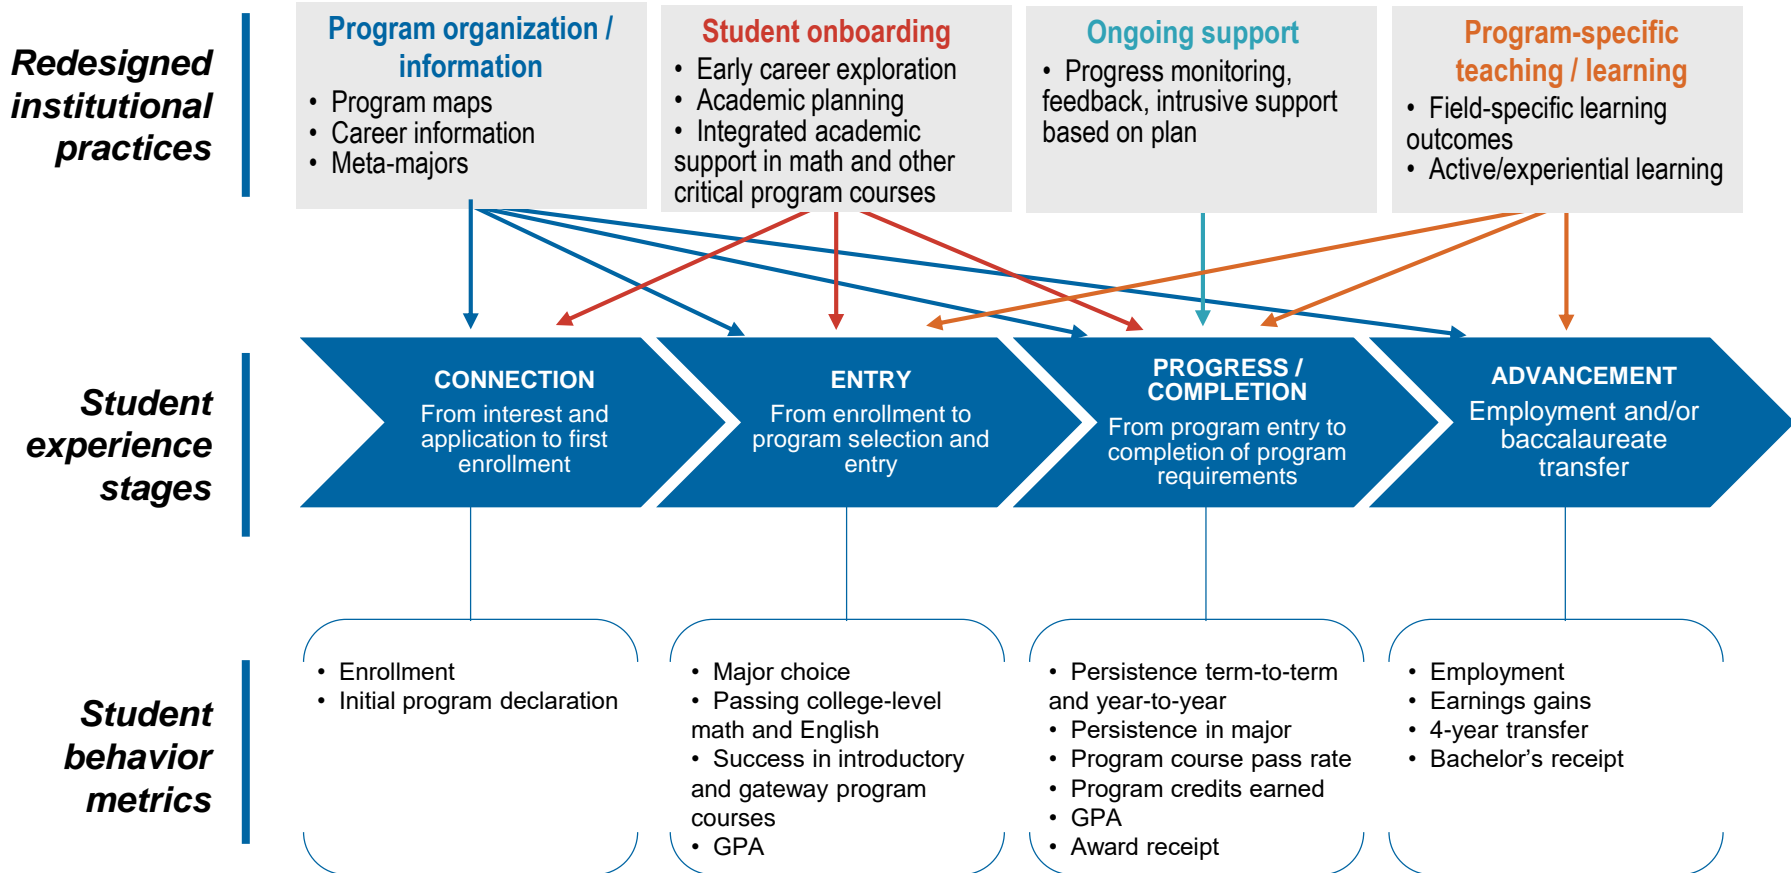 Redesigned
institutional
practices
Program organization /
information
• Program maps
• Career information
• Meta-majors
Student onboarding
• Early career exploration
• Academic planning
• Integrated academic
support in math and other
critical program courses
Ongoing support
• Progress monitoring,
feedback, intrusive support
based on plan
Program-specific
teaching / learning
• Field-specific learning
outcomes
• Active/experiential learning
Student
experience
stages
CONNECTION
From interest and
application to first
enrollment
ENTRY
From enrollment to
program selection and
entry
PROGRESS /
COMPLETION
From program entry to
completion of program
requirements
ADVANCEMENT
Employment and/or
baccalaureate
transfer
Student
behavior
metrics
• Enrollment
• Initial program declaration
• Major choice
• Passing college-level
math and English
• Success in introductory
and gateway program
courses
• GPA
• Persistence term-to-term
and year-to-year
• Persistence in major
• Program course pass rate
• Program credits earned
• GPA
• Award receipt
• Employment
• Earnings gains
• 4-year transfer
• Bachelor’s receipt